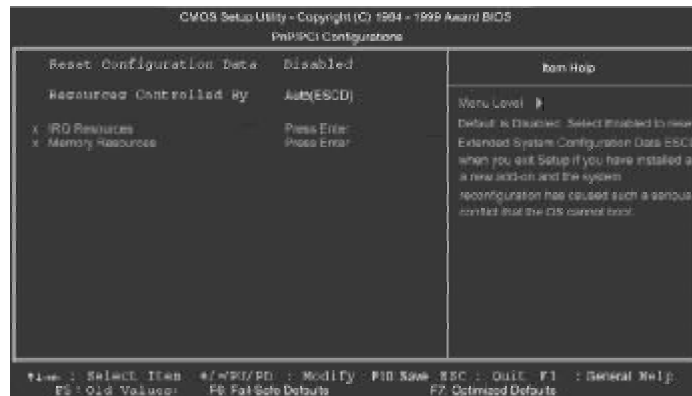 CMOS Setup Utility - Copyright (C) 1984 - 1999 Award BIOS
PnP/PCI Configurations
Reset Configuration Data Disabled
Resources Controlled By Auto(ESCD)
x IRQ Resources Press Enter
x Memory Resources Press Enter
Item Help
Menu Level
Default is Disabled. Select Enabled to rese
Extended System Configuration Data ESC
when you exit Setup if you have installed a
a new add-on and the system
reconfiguration has caused such a serious
conflict that the OS cannot boot.
: Select Item +/-/PU/PD : Modify F10 Save ESC : Quit F1 : General Help
F5 : Old Values: F6: Fail-Safe Defaults F7: Optimized Defaults